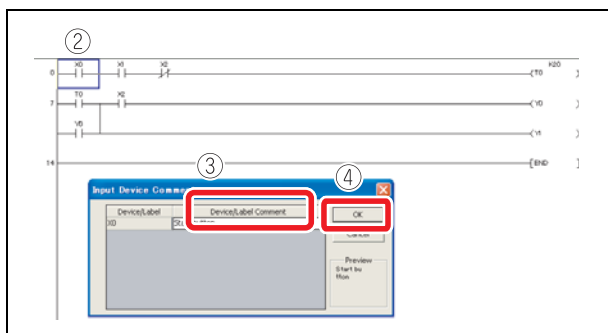 ②
X0 X1 X2 K20
0 (T0 )
T0 X2
7 (Y0 )
Y0
(Y1 )
14 [END ]
③
④
Input Device Comm
Device/Label Device/Label Comment OK
X0
Cancel
Preview
Start bu
tton